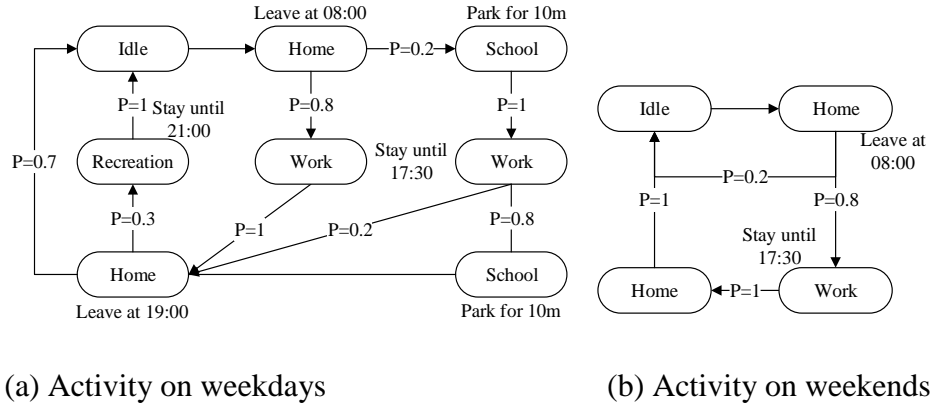 Leave at 08:00
Park for 10m
Idle
Home
P=0.2
School
P=1
Stay until
21:00
P=0.8
P=1
P=0.7
Recreation
Work
Stay until
17:30
Work
P=0.3
P=1
P=0.2
P=0.8
Home
School
Leave at 19:00
Park for 10m
(a) Activity on weekdays
Idle
Home
Leave at
08:00
P=0.2
P=1
P=0.8
Stay until
17:30
Home
P=1
Work
(b) Activity on weekends